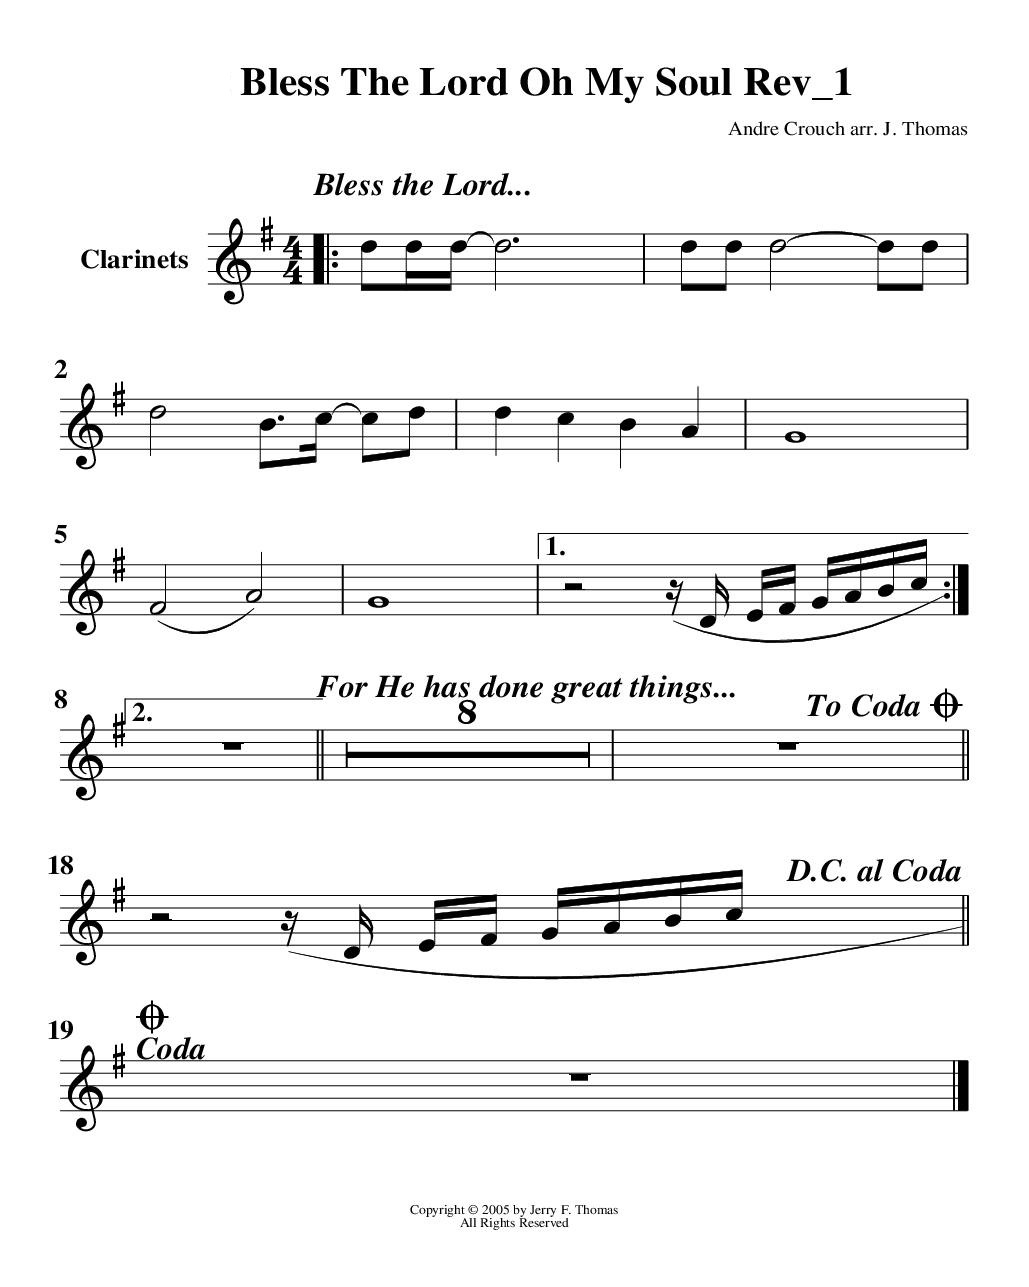 Bless The Lord Oh My Soul Rev_1
Andre Crouch arr. J. Thomas
Bless the Lord...
Clarinets
4
4
2
5
1.
8
2.
For He has done great things...
8
To Coda
18
D.C. al Coda
19
Coda
Copyright © 2005 by Jerry F. Thomas
All Rights Reserved